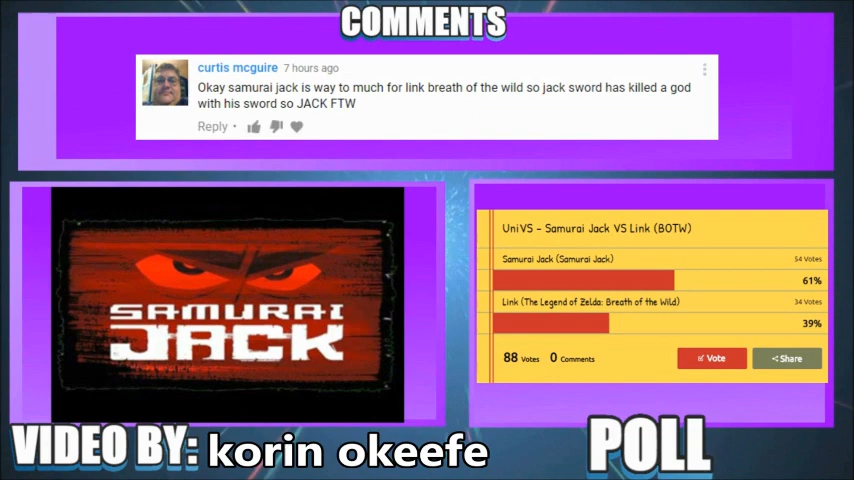 COMMENTS
curtis mcguire 7 hours ago
Okay samurai jack is way to much for link breath of the wild so jack sword has killed a god
with his sword so JACK FTW
Reply •
SAMURAI
JACK
UniVS - Samurai Jack VS Link (BOTW)
Samurai Jack (Samurai Jack) 54 Votes
61%
Link (The Legend of Zelda: Breath of the Wild) 34 Votes
39%
88 Votes 0 Comments Vote Share
VIDEO BY: korin okeefe
POLL